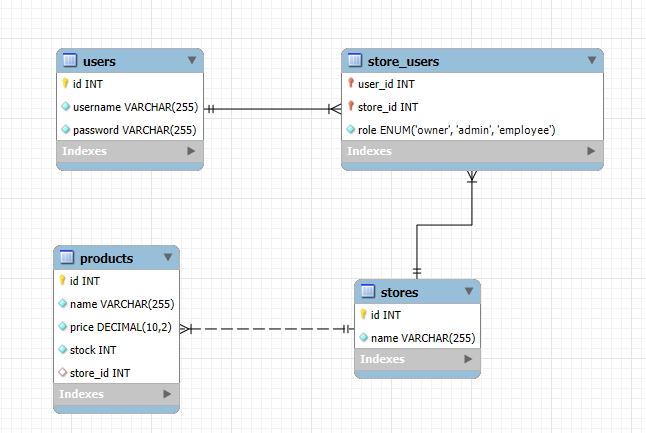 users
id INT
username VARCHAR(255)
password VARCHAR(255)
Indexes
store_users
user_id INT
store_id INT
role ENUM('owner', 'admin', 'employee')
Indexes
products
id INT
name VARCHAR(255)
price DECIMAL(10,2)
stock INT
store_id INT
Indexes
stores
id INT
name VARCHAR(255)
Indexes